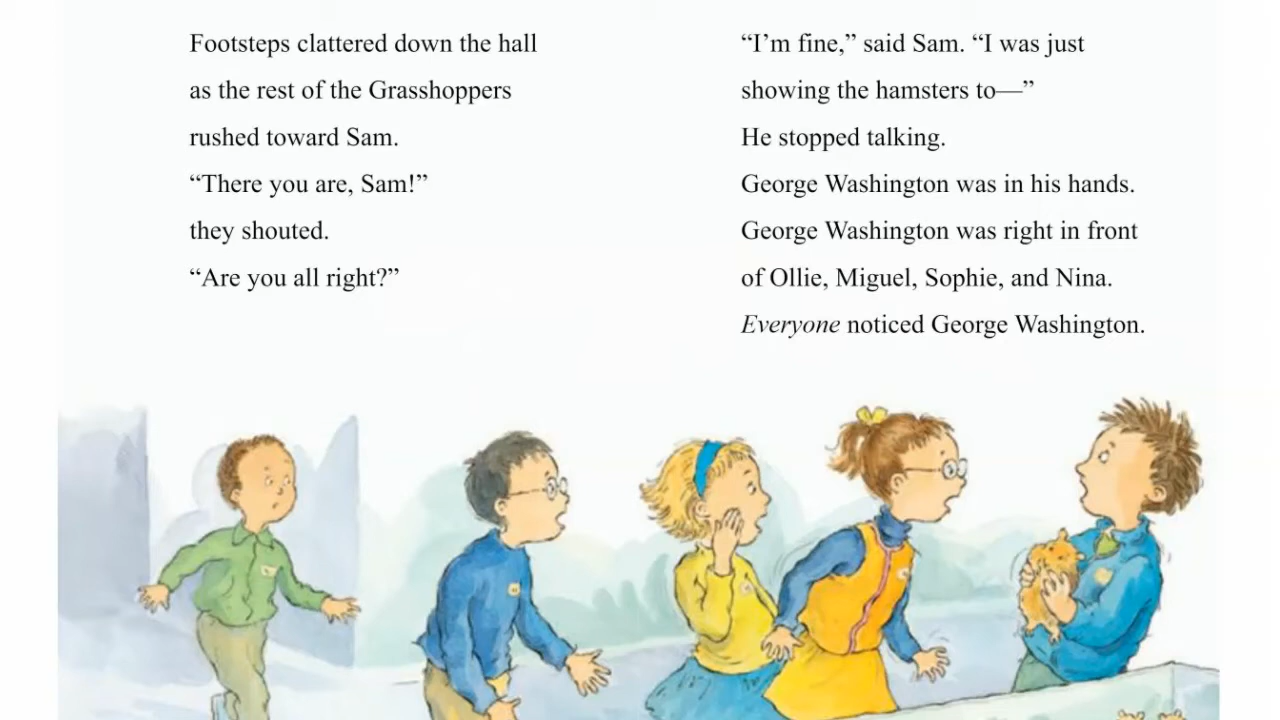 Footsteps clattered down the hall
as the rest of the Grasshoppers
rushed toward Sam.
“There you are, Sam!”
they shouted.
“Are you all right?”
“I’m fine,” said Sam. “I was just
showing the hamsters to—”
He stopped talking.
George Washington was in his hands.
George Washington was right in front
of Ollie, Miguel, Sophie, and Nina.
Everyone noticed George Washington.